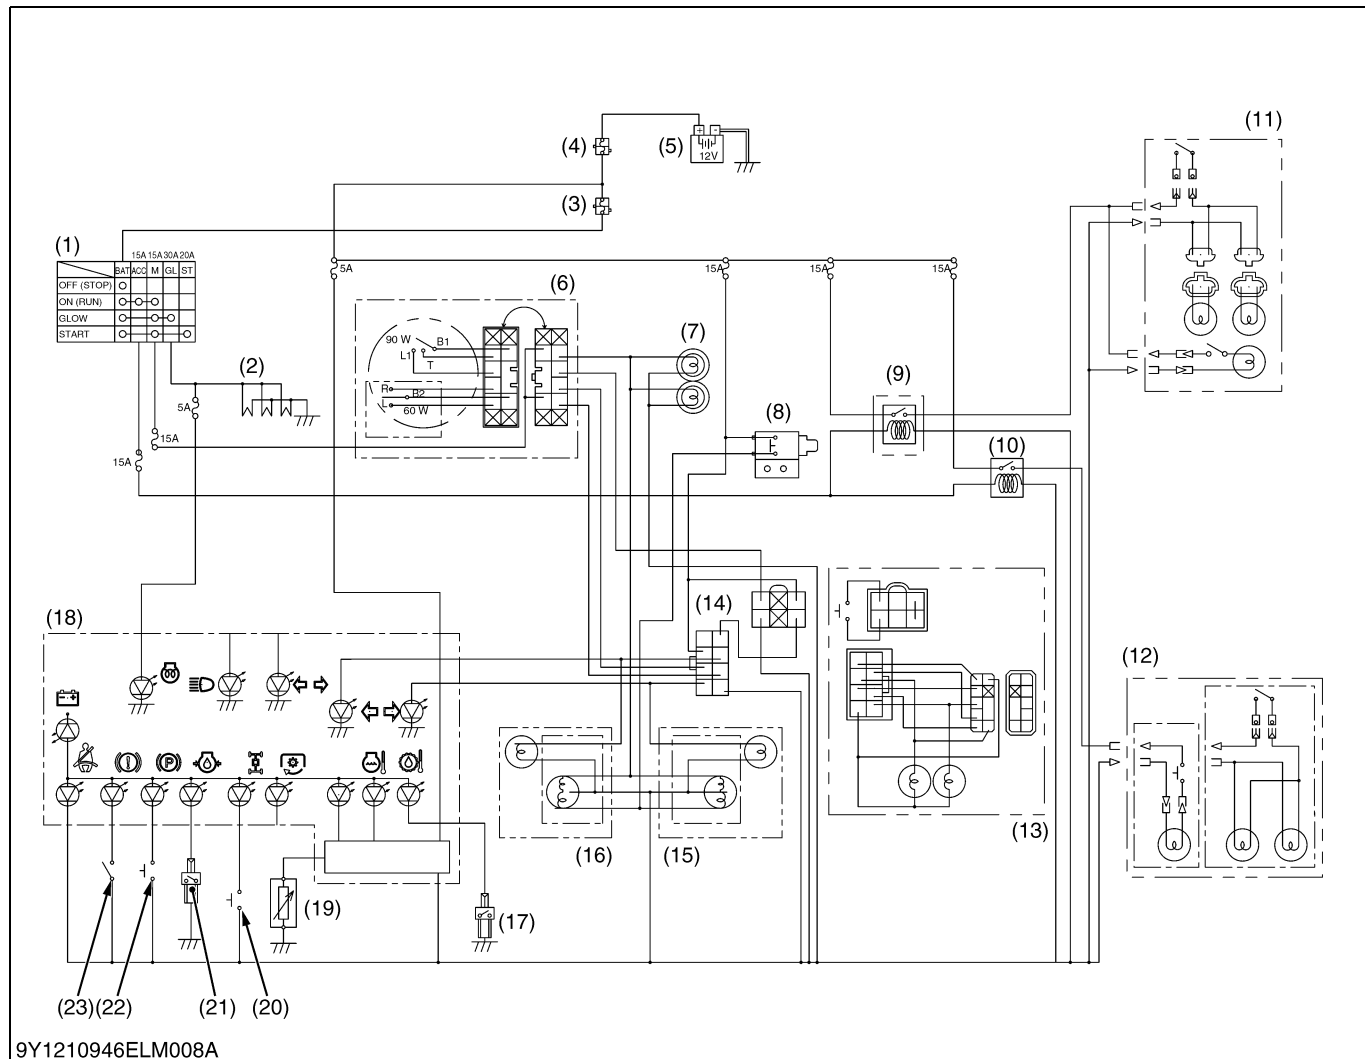 (11)
(4)
(5)
+ -
12V
(3)
(1)
15A 15A 30A 20A
BAT ACC M GL ST
OFF (STOP)
ON (RUN)
GLOW
START
5A
15A
15A
15A
(6)
90 W
B1
L1
T
R
B2
L
60 W
(7)
(2)
5A
(9)
(8)
15A
15A
(10)
(14)
(18)
(12)
(13)
(16)
(15)
(19)
(17)
(23)
(22)
(21)
(20)
9Y1210946ELM008A